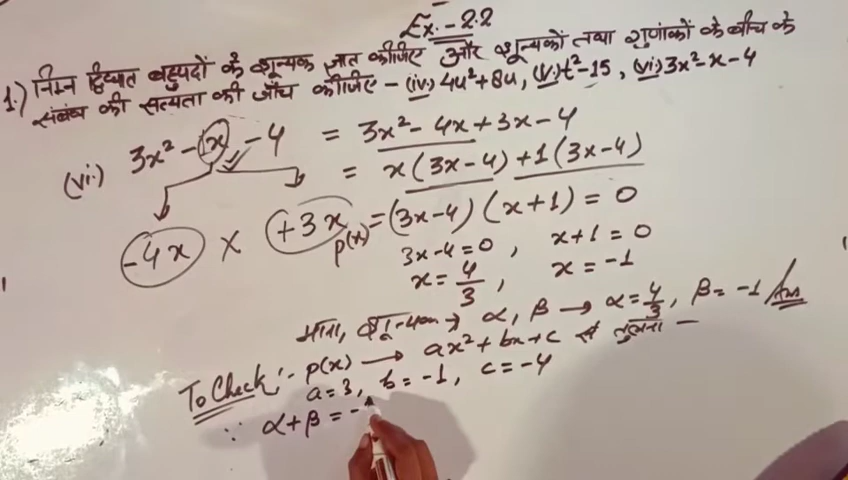 Ex. - 2.2
1.) निम्न द्विघात बहुपदों के शून्यक ज्ञात कीजिए और शून्यकों तथा गुणांकों के बीच के
संबंध की सत्यता की जाँच कीजिए - (iv.) 4u²+8u, (v.) t²-15, (vi.) 3x²-x-4
(vi.) 3x² - 1x - 4 = 3x² - 4x + 3x - 4
= x(3x-4) + 1(3x-4)
-4x × +3x p(x) = (3x-4) (x+1) = 0
3x-4=0 , x+1=0
x = 4/3 , x = -1
माना, → α, β → α = 4/3 , β = -1 Ans
To Check :- p(x) → ax² + bx + c से तुलना -
a=3, b=-1, c=-4
∵ α+β = -